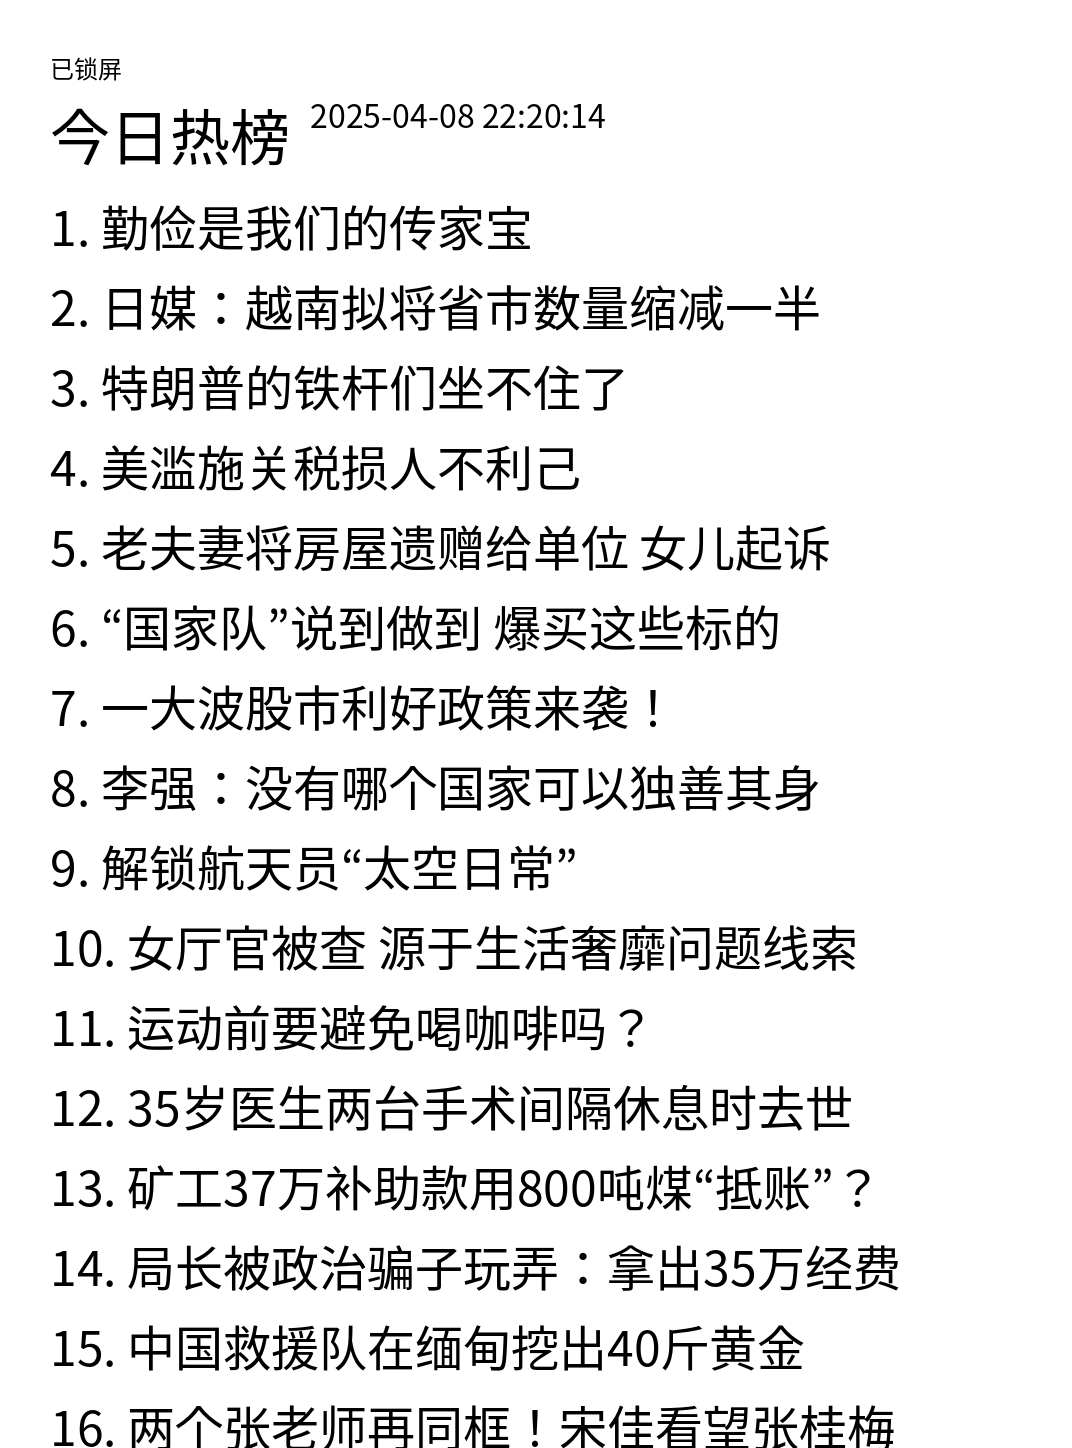 已锁屏
今日热榜 2025-04-08 22:20:14
1. 勤俭是我们的传家宝
2. 日媒：越南拟将省市数量缩减一半
3. 特朗普的铁杆们坐不住了
4. 美滥施关税损人不利己
5. 老夫妻将房屋遗赠给单位 女儿起诉
6. “国家队”说到做到 爆买这些标的
7. 一大波股市利好政策来袭！
8. 李强：没有哪个国家可以独善其身
9. 解锁航天员“太空日常”
10. 女厅官被查 源于生活奢靡问题线索
11. 运动前要避免喝咖啡吗？
12. 35岁医生两台手术间隔休息时去世
13. 矿工37万补助款用800吨煤“抵账”？
14. 局长被政治骗子玩弄：拿出35万经费
15. 中国救援队在缅甸挖出40斤黄金
16. 两个张老师再同框！宋佳看望张桂梅